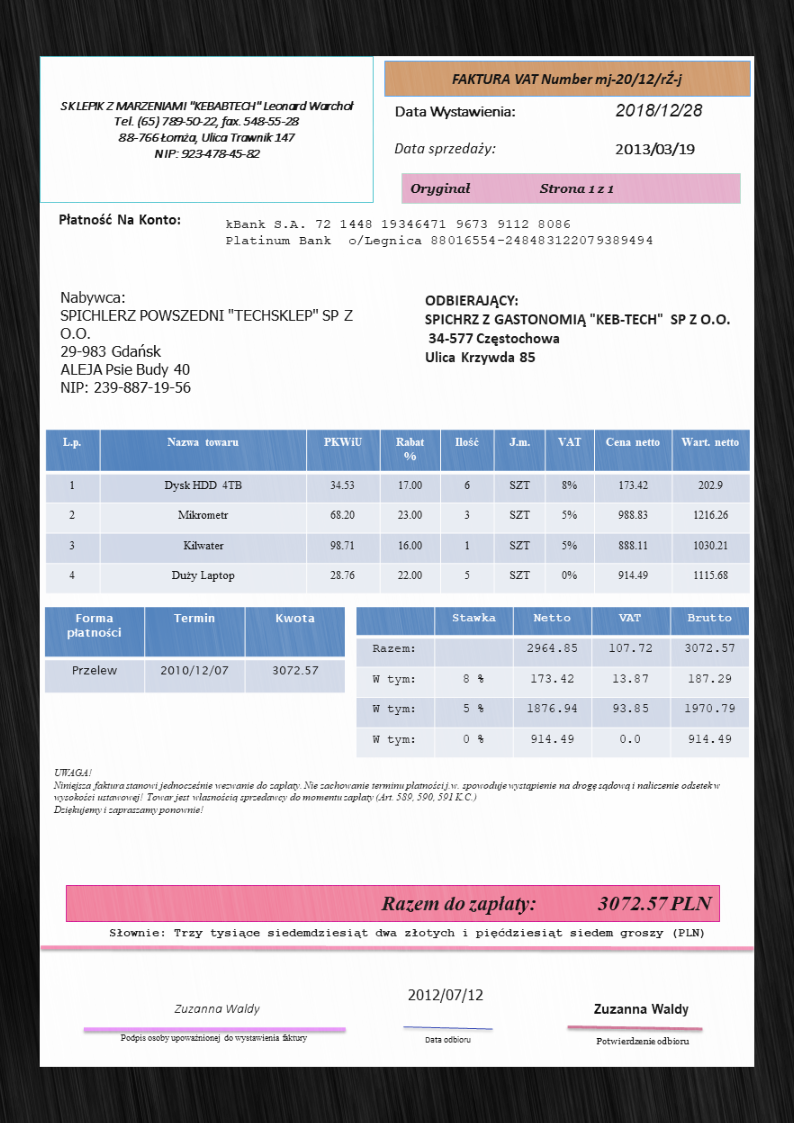 SKLEPIK Z MARZENIAMI "KEBABTECH" Leonard Warchoł
Tel. (65) 789-50-22, fax. 548-55-28
88-766 Łomża, Ulica Trawnik 147
NIP: 923-478-45-82
FAKTURA VAT Number mj-20/12/rŹ-j
Data Wystawienia: 2018/12/28
Data sprzedaży: 2013/03/19
Oryginał Strona 1 z 1
Płatność Na Konto:
kBank S.A. 72 1448 19346471 9673 9112 8086
Platinum Bank o/Legnica 88016554-248483122079389494
Nabywca:
SPICHLERZ POWSZEDNI "TECHSKLEP" SP Z
O.O.
29-983 Gdańsk
ALEJA Psie Budy 40
NIP: 239-887-19-56
ODBIERAJĄCY:
SPICHRZ Z GASTONOMIĄ "KEB-TECH" SP Z O.O.
34-577 Częstochowa
Ulica Krzywda 85
L.p. Nazwa towaru PKWiU Rabat % Ilość J.m. VAT Cena netto Wart. netto
1 Dysk HDD 4TB 34.53 17.00 6 SZT 8% 173.42 202.9
2 Mikrometr 68.20 23.00 3 SZT 5% 988.83 1216.26
3 Kilwater 98.71 16.00 1 SZT 5% 888.11 1030.21
4 Duży Laptop 28.76 22.00 5 SZT 0% 914.49 1115.68
Forma płatności Termin Kwota
Przelew 2010/12/07 3072.57
Stawka Netto VAT Brutto
Razem: 2964.85 107.72 3072.57
W tym: 8 % 173.42 13.87 187.29
W tym: 5 % 1876.94 93.85 1970.79
W tym: 0 % 914.49 0.0 914.49
UWAGA!
Niniejsza faktura stanowi jednocześnie wezwanie do zapłaty. Nie zachowanie terminu płatności j.w. spowoduje wystąpienie na drogę sądową i naliczenie odsetek w
wysokości ustawowej! Towar jest własnością sprzedawcy do momentu zapłaty (Art. 589, 590, 591 K.C.)
Dziękujemy i zapraszamy ponownie!
Razem do zapłaty: 3072.57 PLN
Słownie: Trzy tysiące siedemdziesiąt dwa złotych i pięćdziesiąt siedem groszy (PLN)
Zuzanna Waldy
Podpis osoby upoważnionej do wystawienia faktury
2012/07/12
Data odbioru
Zuzanna Waldy
Potwierdzenie odbioru